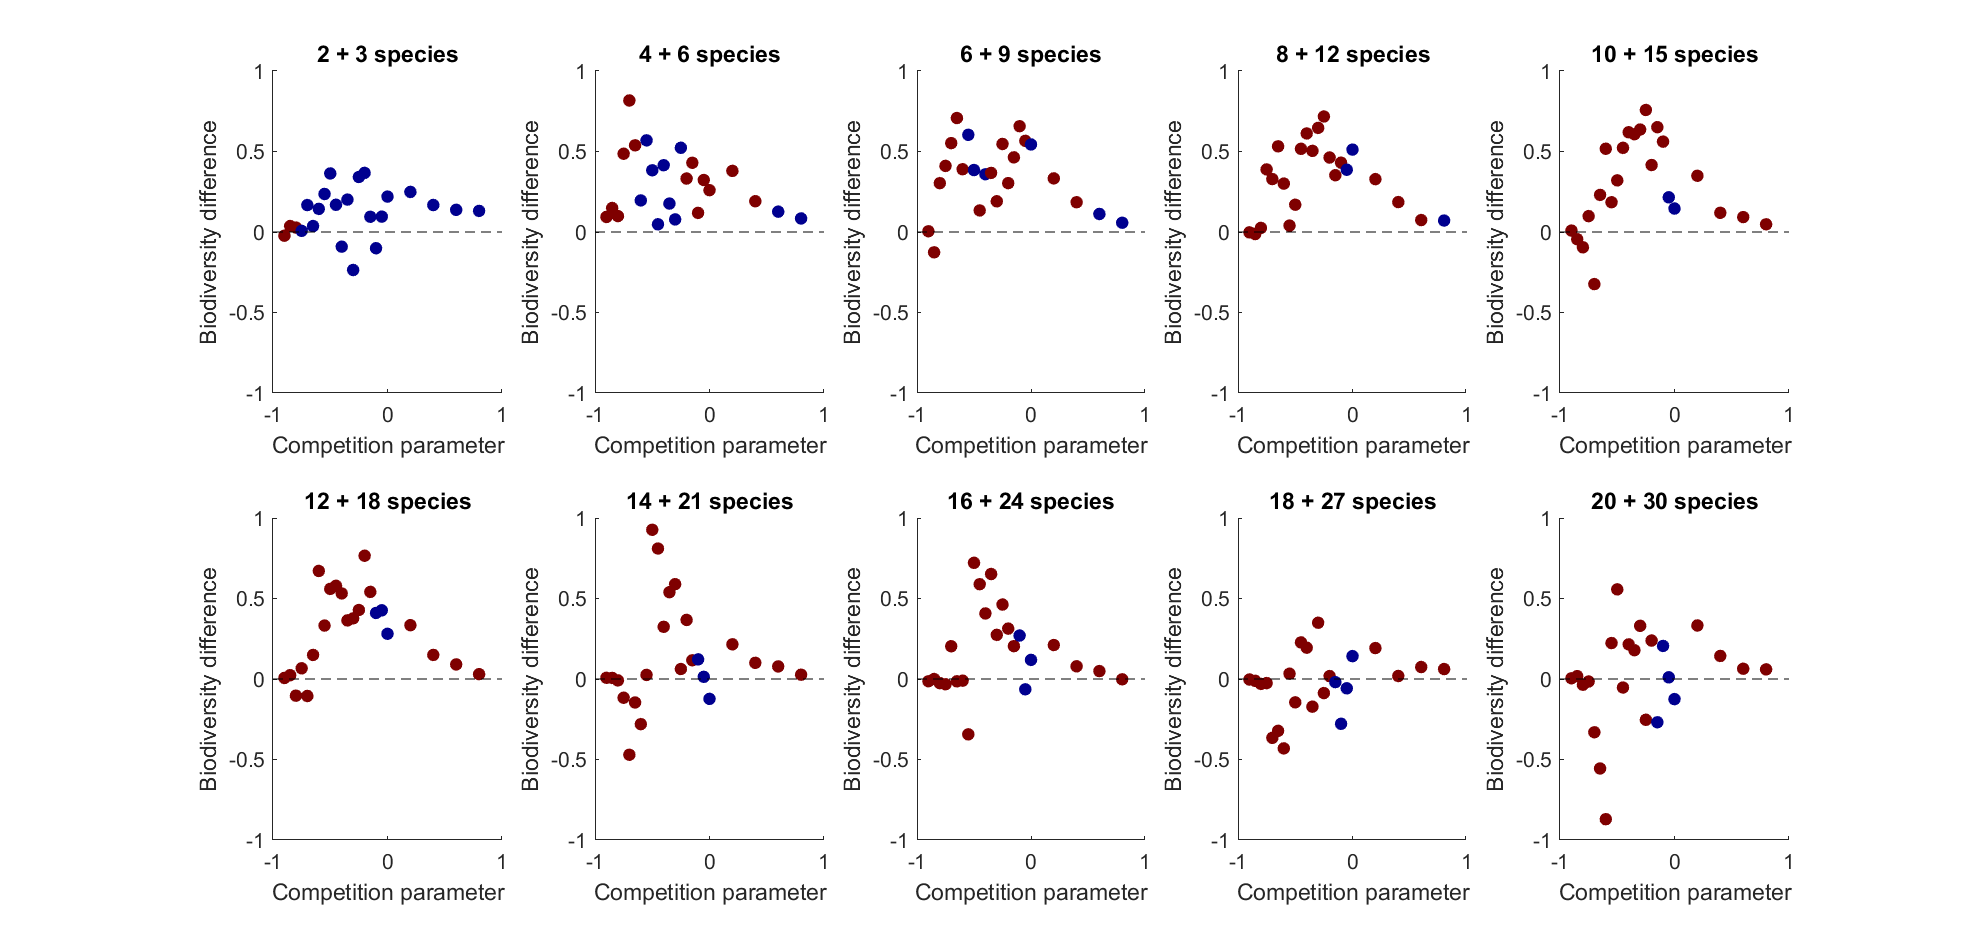 2 + 3 species
4 + 6 species
6 + 9 species
8 + 12 species
10 + 15 species
1
0.5
0
-0.5
-1
Biodiversity difference
-1 0 1
Competition parameter
1
0.5
0
-0.5
-1
Biodiversity difference
-1 0 1
Competition parameter
1
0.5
0
-0.5
-1
Biodiversity difference
-1 0 1
Competition parameter
1
0.5
0
-0.5
-1
Biodiversity difference
-1 0 1
Competition parameter
1
0.5
0
-0.5
-1
Biodiversity difference
-1 0 1
Competition parameter
12 + 18 species
14 + 21 species
16 + 24 species
18 + 27 species
20 + 30 species
1
0.5
0
-0.5
-1
Biodiversity difference
-1 0 1
Competition parameter
1
0.5
0
-0.5
-1
Biodiversity difference
-1 0 1
Competition parameter
1
0.5
0
-0.5
-1
Biodiversity difference
-1 0 1
Competition parameter
1
0.5
0
-0.5
-1
Biodiversity difference
-1 0 1
Competition parameter
1
0.5
0
-0.5
-1
Biodiversity difference
-1 0 1
Competition parameter